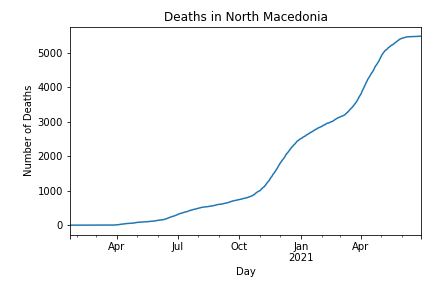 Deaths in North Macedonia
Number of Deaths
5000
4000
3000
2000
1000
0
Apr Jul Oct Jan Apr
2021
Day